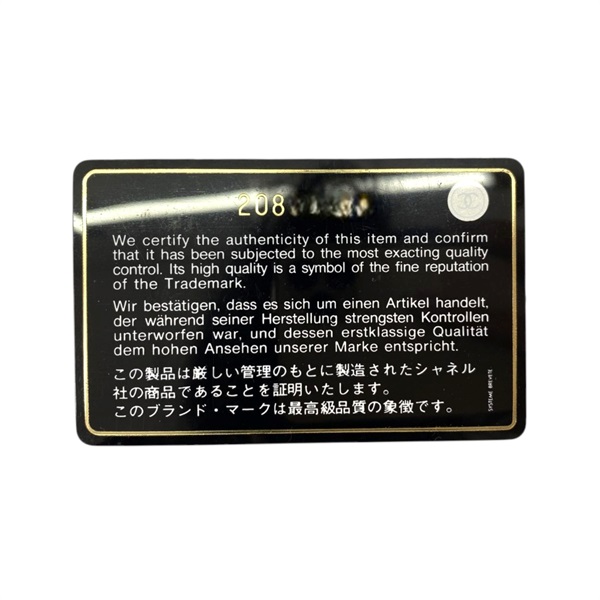 208
We certify the authenticity of this item and confirm
that it has been subjected to the most exacting quality
control. Its high quality is a symbol of the fine reputation
of the Trademark.
Wir bestätigen, dass es sich um einen Artikel handelt,
der während seiner Herstellung strengsten Kontrollen
unterworfen war, und dessen erstklassige Qualität
dem hohen Ansehen unserer Marke entspricht.
この製品は厳しい管理のもとに製造されたシャネル
社の商品であることを証明いたします。
このブランド・マークは最高級品質の象徴です。
SYSTEME BREVETE